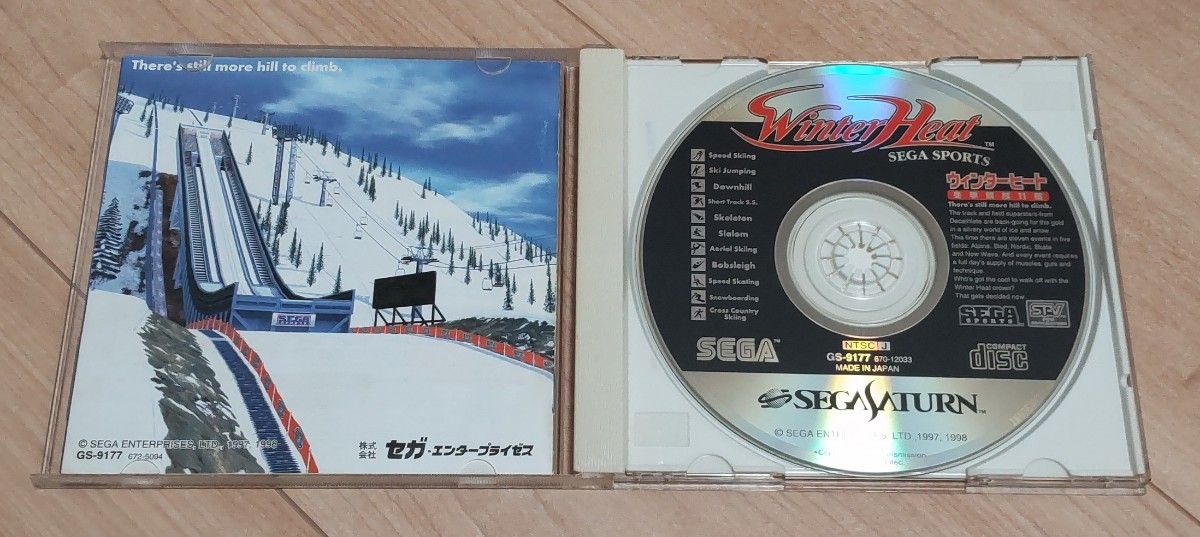 There's still more hill to climb.
SEGA
© SEGA ENTERPRISES, LTD., 1997, 1998
GS-9177 672-5094
株式会社 セガ・エンタープライゼス
Winter Heat ™
SEGA SPORTS
Speed Skiing
Ski Jumping
Downhill
Short Track S.S.
Skeleton
Slalom
Aerial Skiing
Bobsleigh
Speed Skating
Snowboarding
Cross Country
Skiing
ウインターヒート
There's still more hill to climb.
The track and field superstars from
Decathlete are back-going for the gold
in a silvery world of ice and snow
This time there are eleven events in five
fields: Alpine, Sled, Nordic, Skate
and New Wave. And every event requires
a full day's supply of muscles, guts and
technique.
Who's got the cool to walk off with the
Winter Heat crown?
That gets decided now.
SEGA
SPORTS
STV
SEGA
NTSC J
GS-9177 670-12033
MADE IN JAPAN
COMPACT
disc
SEGA SATURN ™
© SEGA ENTERPRISES, LTD., 1997, 1998